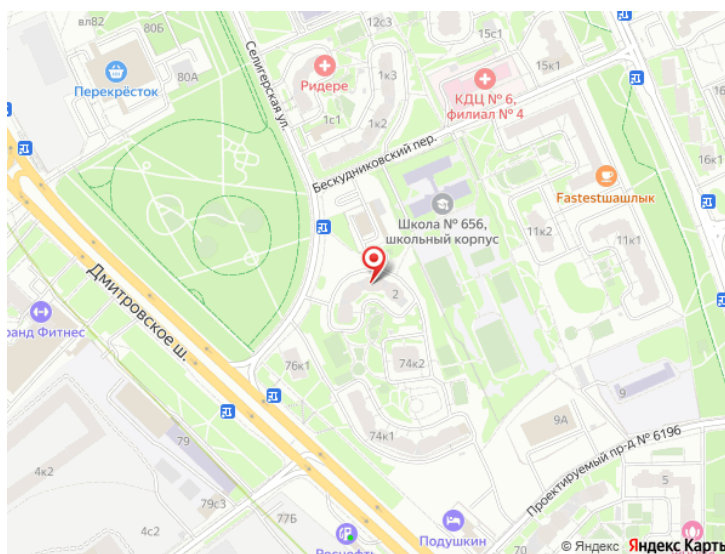 вл82
80Б
12с3
15с1
Селигерская ул.
1к3
15к1
80А
Перекрёсток
Ридере
КДЦ № 6,
филиал № 4
1с1
1к2
16к1
Бескудниковский пер.
Fastestшашлык
Школа № 656,
школьный корпус
11к2
11к1
Дмитровское ш.
2
76к1
74к2
9
9А
74к1
79
4к2
79с3
77Б
4с2
Проектируемый пр-д № 6196
5
Подушкин
70
© Яндекс Яндекс Карты